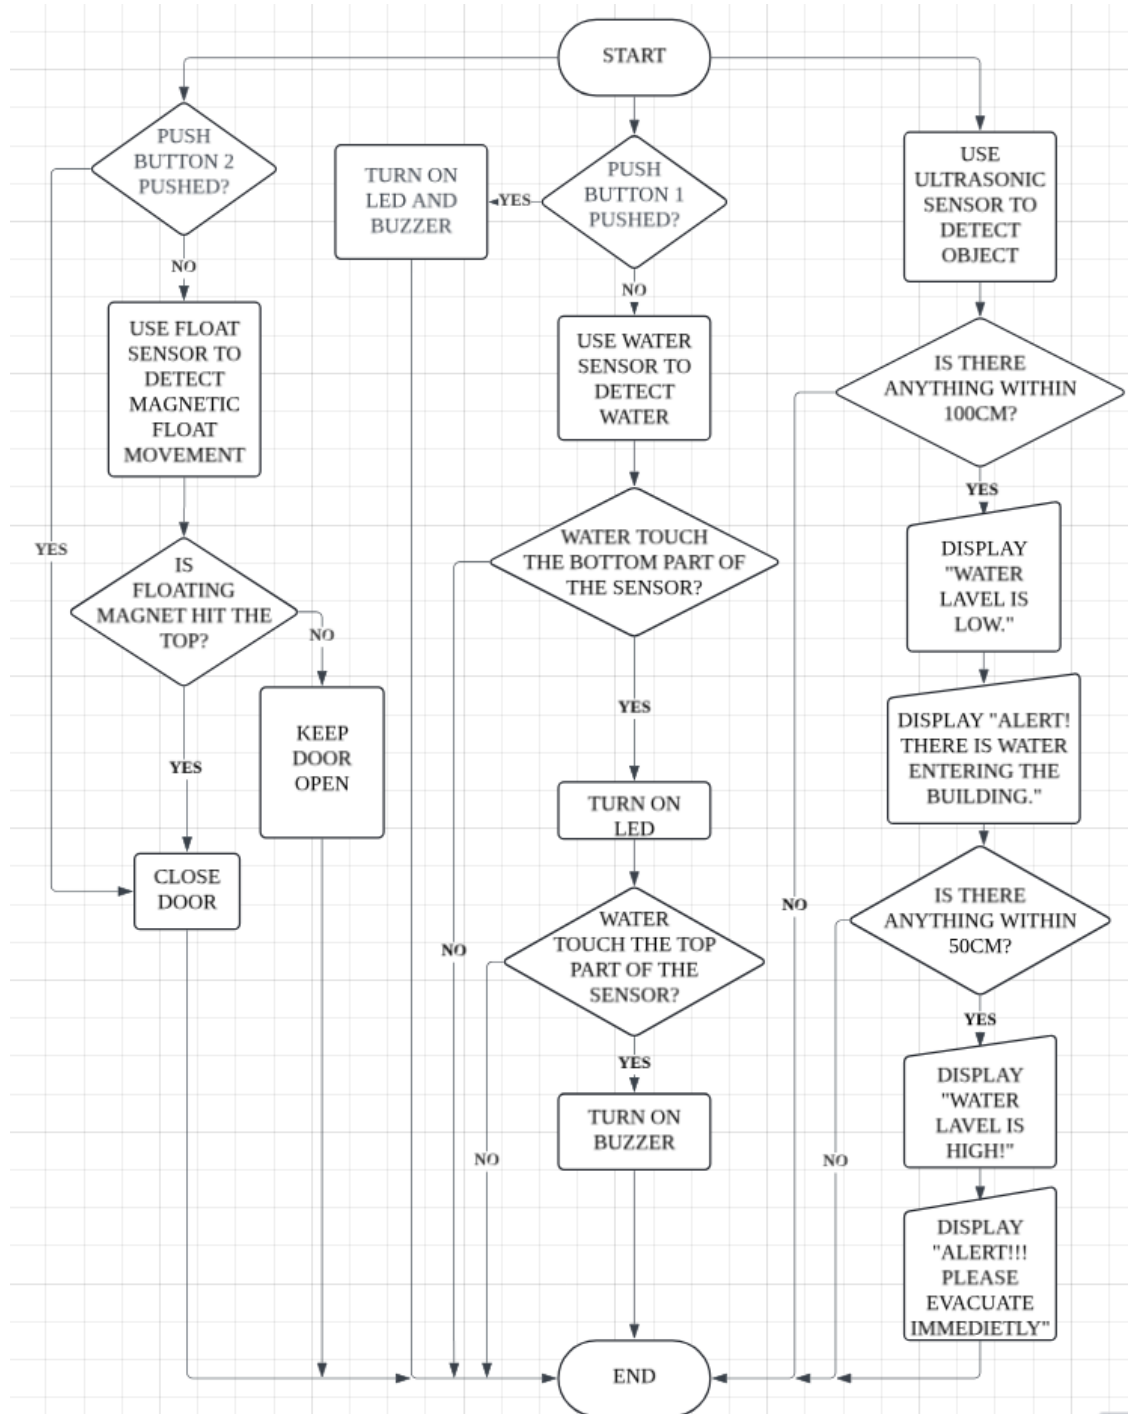 START
PUSH
BUTTON 2
PUSHED?
YES
NO
USE FLOAT
SENSOR TO
DETECT
MAGNETIC
FLOAT
MOVEMENT
IS
FLOATING
MAGNET HIT THE
TOP?
NO
KEEP
DOOR
OPEN
YES
CLOSE
DOOR
PUSH
BUTTON 1
PUSHED?
YES
TURN ON
LED AND
BUZZER
NO
USE WATER
SENSOR TO
DETECT
WATER
WATER TOUCH
THE BOTTOM PART OF
THE SENSOR?
NO
YES
TURN ON
LED
WATER
TOUCH THE TOP
PART OF THE
SENSOR?
NO
YES
TURN ON
BUZZER
USE
ULTRASONIC
SENSOR TO
DETECT
OBJECT
IS THERE
ANYTHING WITHIN
100CM?
NO
YES
DISPLAY
"WATER
LAVEL IS
LOW."
DISPLAY "ALERT!
THERE IS WATER
ENTERING THE
BUILDING."
IS THERE
ANYTHING WITHIN
50CM?
NO
YES
DISPLAY
"WATER
LAVEL IS
HIGH!"
DISPLAY
"ALERT!!!
PLEASE
EVACUATE
IMMEDIETLY"
END